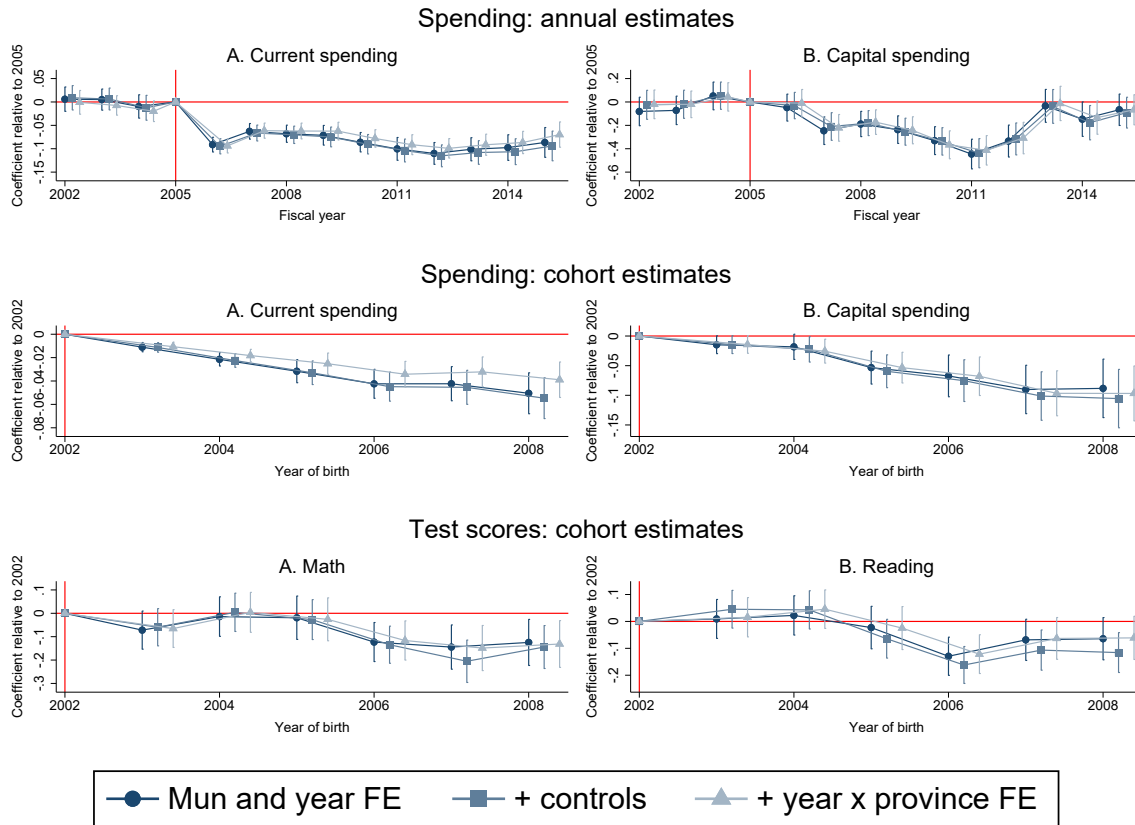 Spending: annual estimates
A. Current spending
Coefficient relative to 2005
.05
0
-.05
-.1
-.15
2002
2005
2008
2011
2014
Fiscal year
B. Capital spending
Coefficient relative to 2005
.2
0
-.2
-.4
-.6
2002
2005
2008
2011
2014
Fiscal year
Spending: cohort estimates
A. Current spending
Coefficient relative to 2002
0
-.02
-.04
-.06
-.08
2002
2004
2006
2008
Year of birth
B. Capital spending
Coefficient relative to 2002
0
-.05
-.1
-.15
2002
2004
2006
2008
Year of birth
Test scores: cohort estimates
A. Math
Coefficient relative to 2002
.1
0
-.1
-.2
-.3
2002
2004
2006
2008
Year of birth
B. Reading
Coefficient relative to 2002
.1
0
-.1
-.2
2002
2004
2006
2008
Year of birth
Mun and year FE
+ controls
+ year x province FE